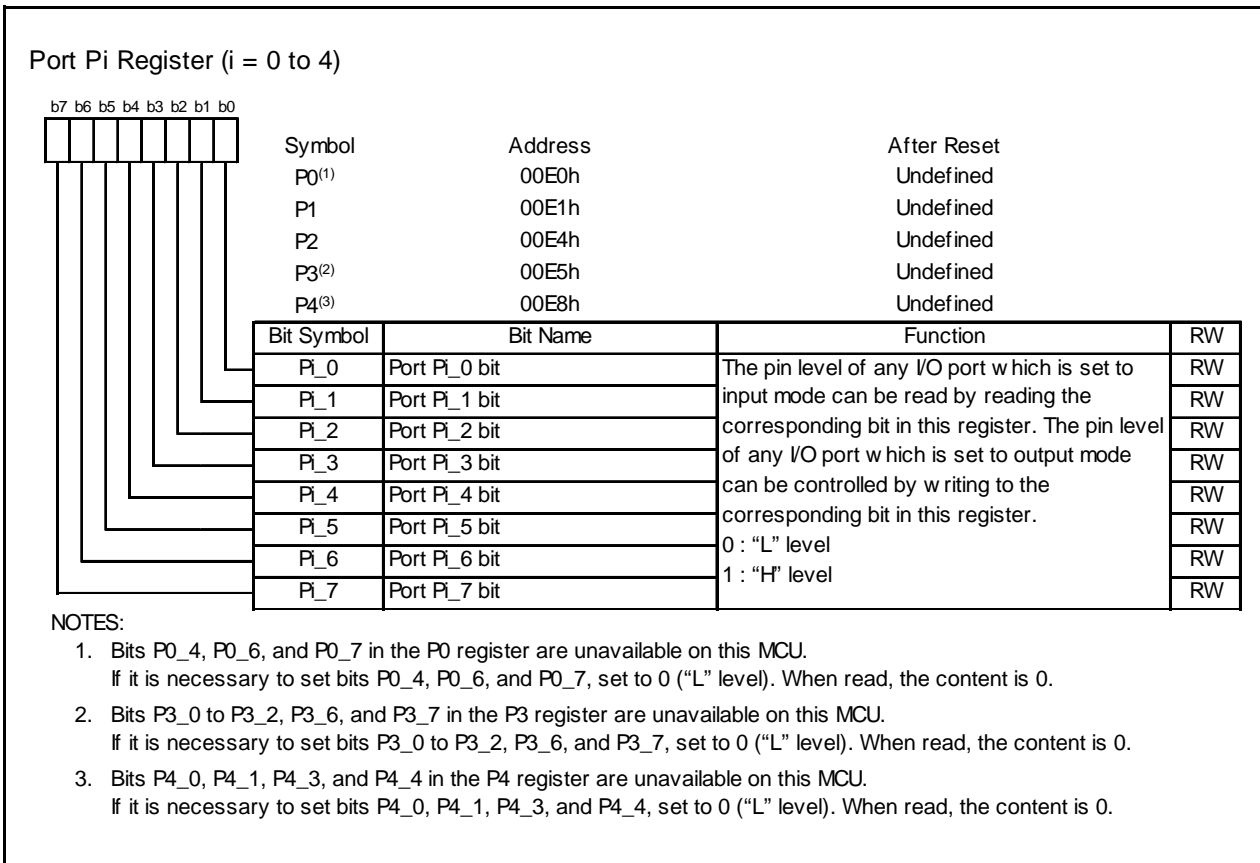 Port Pi Register (i = 0 to 4)
b7 b6 b5 b4 b3 b2 b1 b0
Symbol Address After Reset
P0(1) 00E0h Undefined
P1 00E1h Undefined
P2 00E4h Undefined
P3(2) 00E5h Undefined
P4(3) 00E8h Undefined
Bit Symbol Bit Name Function RW
Pi_0 Port Pi_0 bit The pin level of any I/O port which is set to RW
Pi_1 Port Pi_1 bit input mode can be read by reading the RW
Pi_2 Port Pi_2 bit corresponding bit in this register. The pin level RW
Pi_3 Port Pi_3 bit of any I/O port which is set to output mode RW
Pi_4 Port Pi_4 bit can be controlled by writing to the RW
Pi_5 Port Pi_5 bit corresponding bit in this register. RW
Pi_6 Port Pi_6 bit 0 : “L” level RW
Pi_7 Port Pi_7 bit 1 : “H” level RW
NOTES:
1. Bits P0_4, P0_6, and P0_7 in the P0 register are unavailable on this MCU.
If it is necessary to set bits P0_4, P0_6, and P0_7, set to 0 (“L” level). When read, the content is 0.
2. Bits P3_0 to P3_2, P3_6, and P3_7 in the P3 register are unavailable on this MCU.
If it is necessary to set bits P3_0 to P3_2, P3_6, and P3_7, set to 0 (“L” level). When read, the content is 0.
3. Bits P4_0, P4_1, P4_3, and P4_4 in the P4 register are unavailable on this MCU.
If it is necessary to set bits P4_0, P4_1, P4_3, and P4_4, set to 0 (“L” level). When read, the content is 0.